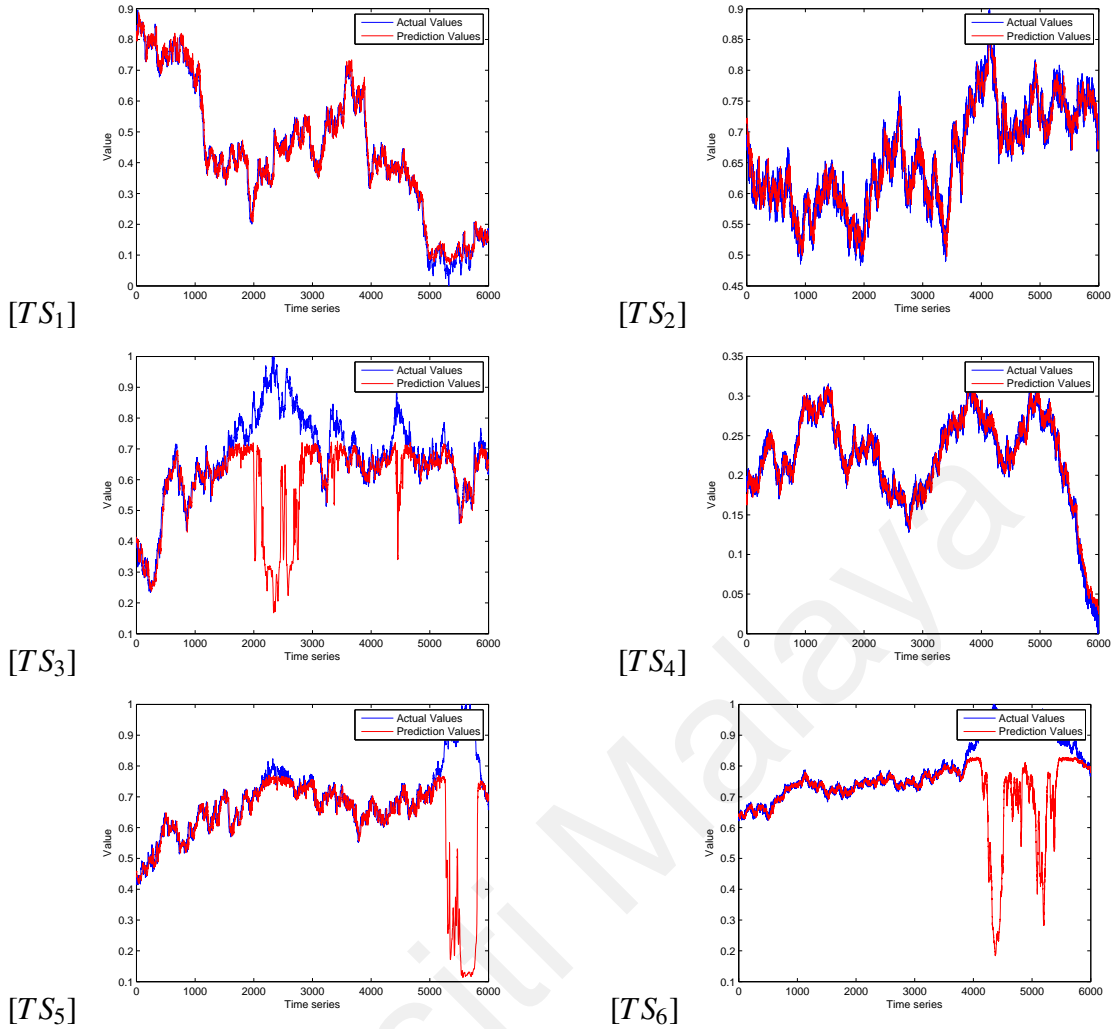 Actual Values
Prediction Values
Value
0.9
0.8
0.7
0.6
0.5
0.4
0.3
0.2
0.1
0
0 1000 2000 3000 4000 5000 6000
Time series
[TS1]
Actual Values
Prediction Values
Value
0.9
0.85
0.8
0.75
0.7
0.65
0.6
0.55
0.5
0.45
0 1000 2000 3000 4000 5000 6000
Time series
[TS2]
Actual Values
Prediction Values
Value
1
0.9
0.8
0.7
0.6
0.5
0.4
0.3
0.2
0.1
0 1000 2000 3000 4000 5000 6000
Time series
[TS3]
Actual Values
Prediction Values
Value
0.35
0.3
0.25
0.2
0.15
0.1
0.05
0
0 1000 2000 3000 4000 5000 6000
Time series
[TS4]
Actual Values
Prediction Values
Value
1
0.9
0.8
0.7
0.6
0.5
0.4
0.3
0.2
0.1
0 1000 2000 3000 4000 5000 6000
Time series
[TS5]
Actual Values
Prediction Values
Value
1
0.9
0.8
0.7
0.6
0.5
0.4
0.3
0.2
0.1
0 1000 2000 3000 4000 5000 6000
Time series
[TS6]
siti Malaya